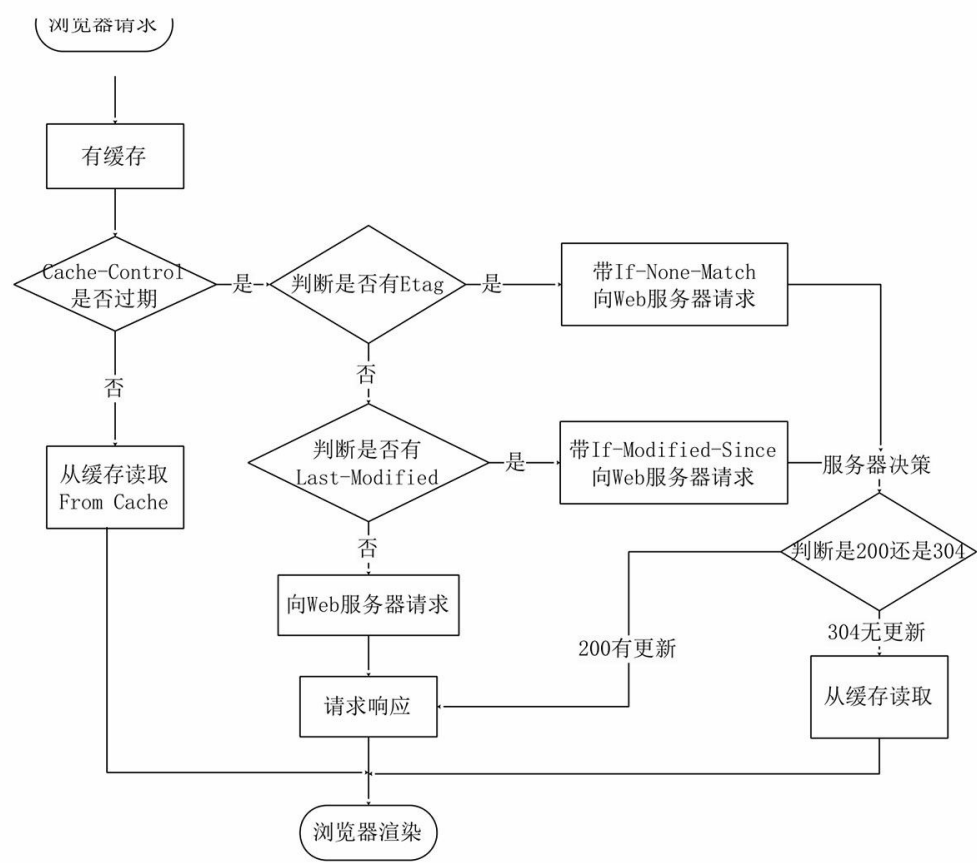 浏览器请求
有缓存
Cache-Control
是否过期
是
判断是否有Etag
是
带If-None-Match
向Web服务器请求
否
否
从缓存读取
From Cache
判断是否有
Last-Modified
是
带If-Modified-Since
向Web服务器请求
服务器决策
判断是200还是304
否
向Web服务器请求
200有更新
304无更新
请求响应
从缓存读取
浏览器渲染